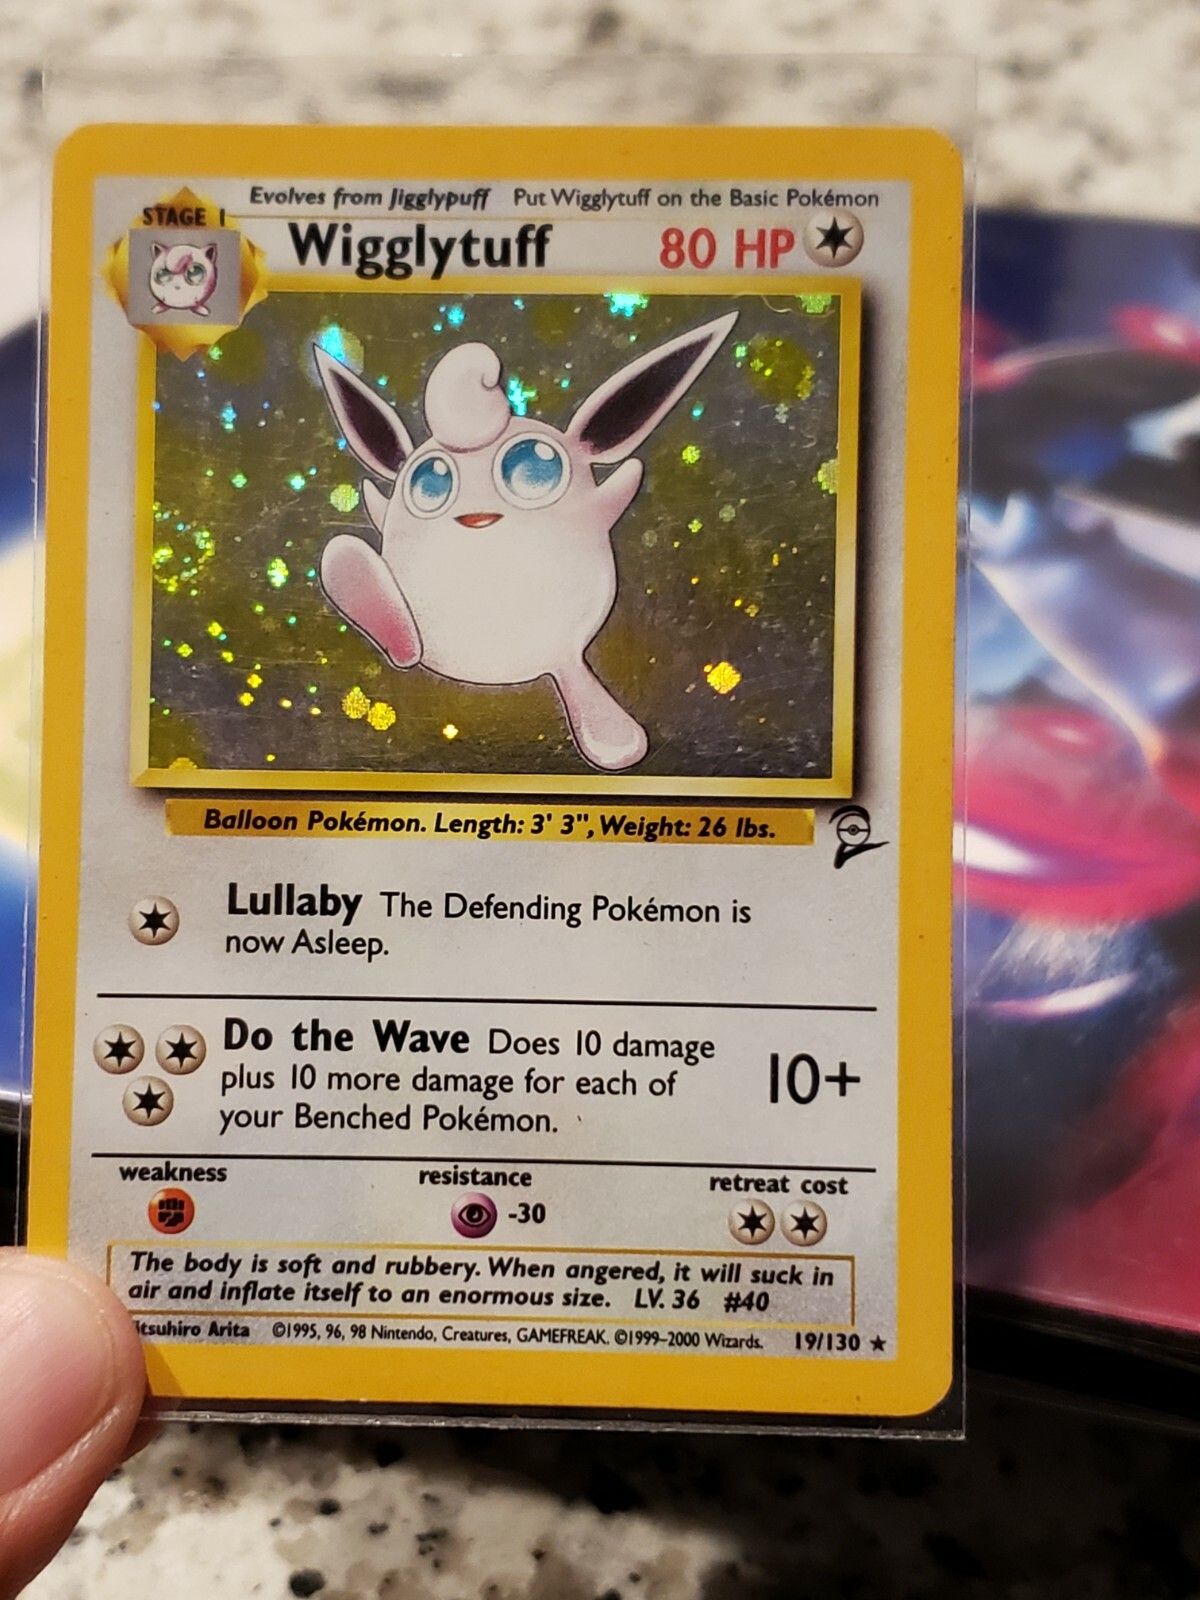 Evolves from Jigglypuff Put Wigglytuff on the Basic Pokémon
STAGE 1
Wigglytuff 80 HP
Balloon Pokémon. Length: 3' 3", Weight: 26 lbs.
Lullaby The Defending Pokémon is
now Asleep.
Do the Wave Does 10 damage
plus 10 more damage for each of
your Benched Pokémon.
10+
weakness resistance retreat cost
-30
The body is soft and rubbery. When angered, it will suck in
air and inflate itself to an enormous size. LV. 36 #40
itsuhiro Arita ©1995, 96, 98 Nintendo, Creatures, GAMEFREAK. ©1999–2000 Wizards. 19/130 ★